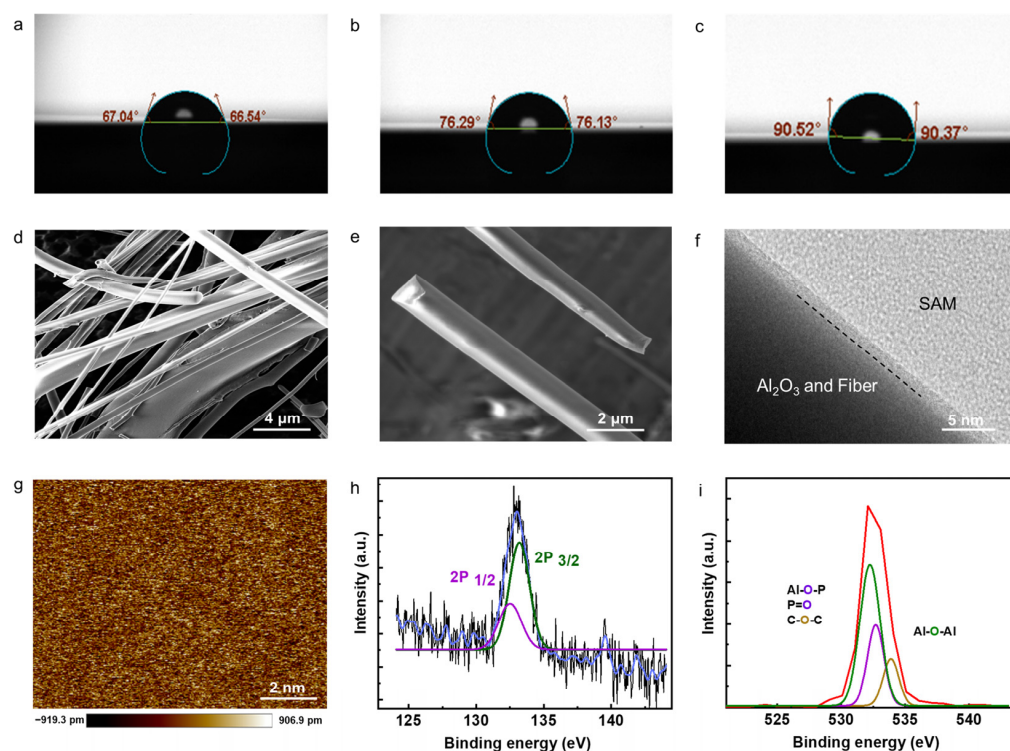 a
67.04° 66.54°
b
76.29° 76.13°
c
90.52° 90.37°
d
4 μm
e
2 μm
f
SAM
Al₂O₃ and Fiber
5 nm
g
2 nm
−919.3 pm 906.9 pm
h
Intensity (a.u.)
2P 1/2
2P 3/2
125 130 135 140
Binding energy (eV)
i
Intensity (a.u.)
Al-O-P
P=O
C-O-C
Al-O-Al
525 530 535 540
Binding energy (eV)